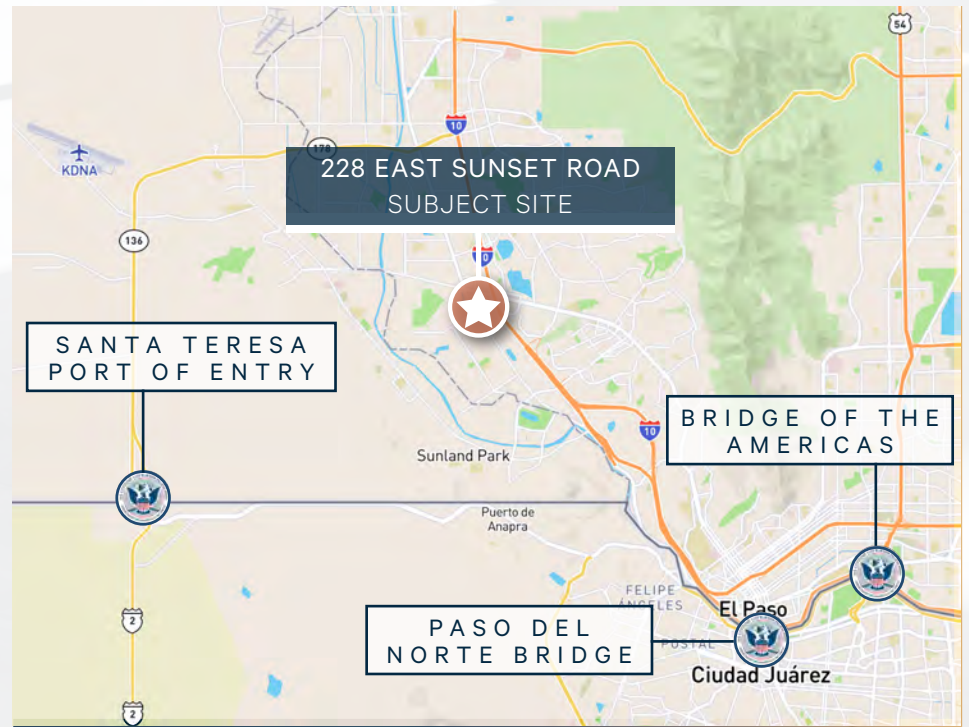 54
10
KDNA
178
228 EAST SUNSET ROAD
SUBJECT SITE
136
10
SANTA TERESA
PORT OF ENTRY
BRIDGE OF THE
AMERICAS
10
Sunland Park
Puerto de
Anapra
FELIPE
ÁNGELES
El Paso
2
PASO DEL
NORTE BRIDGE
POSTAL
Ciudad Juárez
2